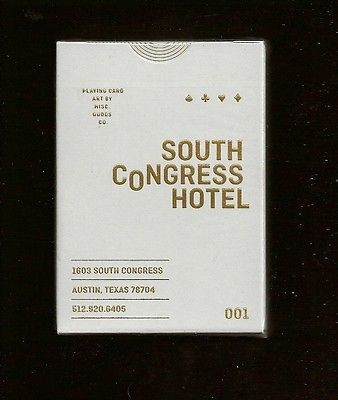 PLAYING CARD
ART BY
MISC.
GOODS
CO.
SOUTH
CONGRESS
HOTEL
1603 SOUTH CONGRESS
AUSTIN, TEXAS 78704
512.920.6405
001